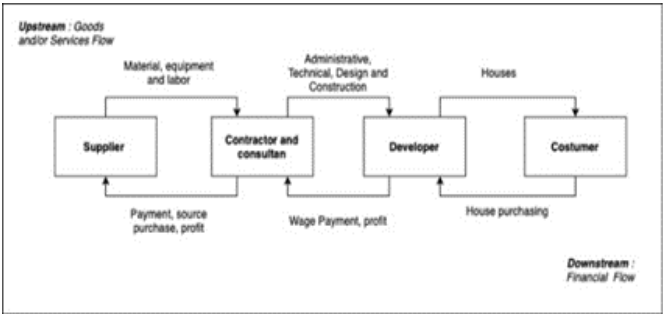 Upstream : Goods
and/or Services Flow
Material, equipment
and labor
Administrative,
Technical, Design and
Construction
Houses
Supplier
Contractor and
consultan
Developer
Costumer
Payment, source
purchase, profit
Wage Payment, profit
House purchasing
Downstream :
Financial Flow